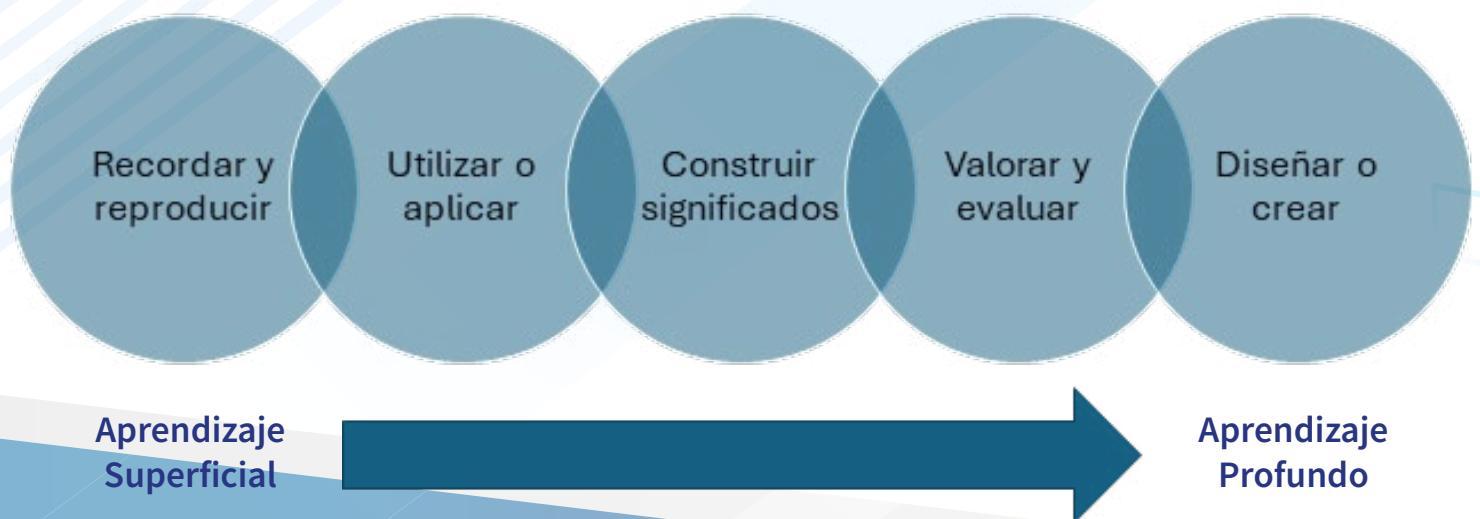 Recordar y
reproducir
Utilizar o
aplicar
Construir
significados
Valorar y
evaluar
Diseñar o
crear
Aprendizaje
Superficial
Aprendizaje
Profundo